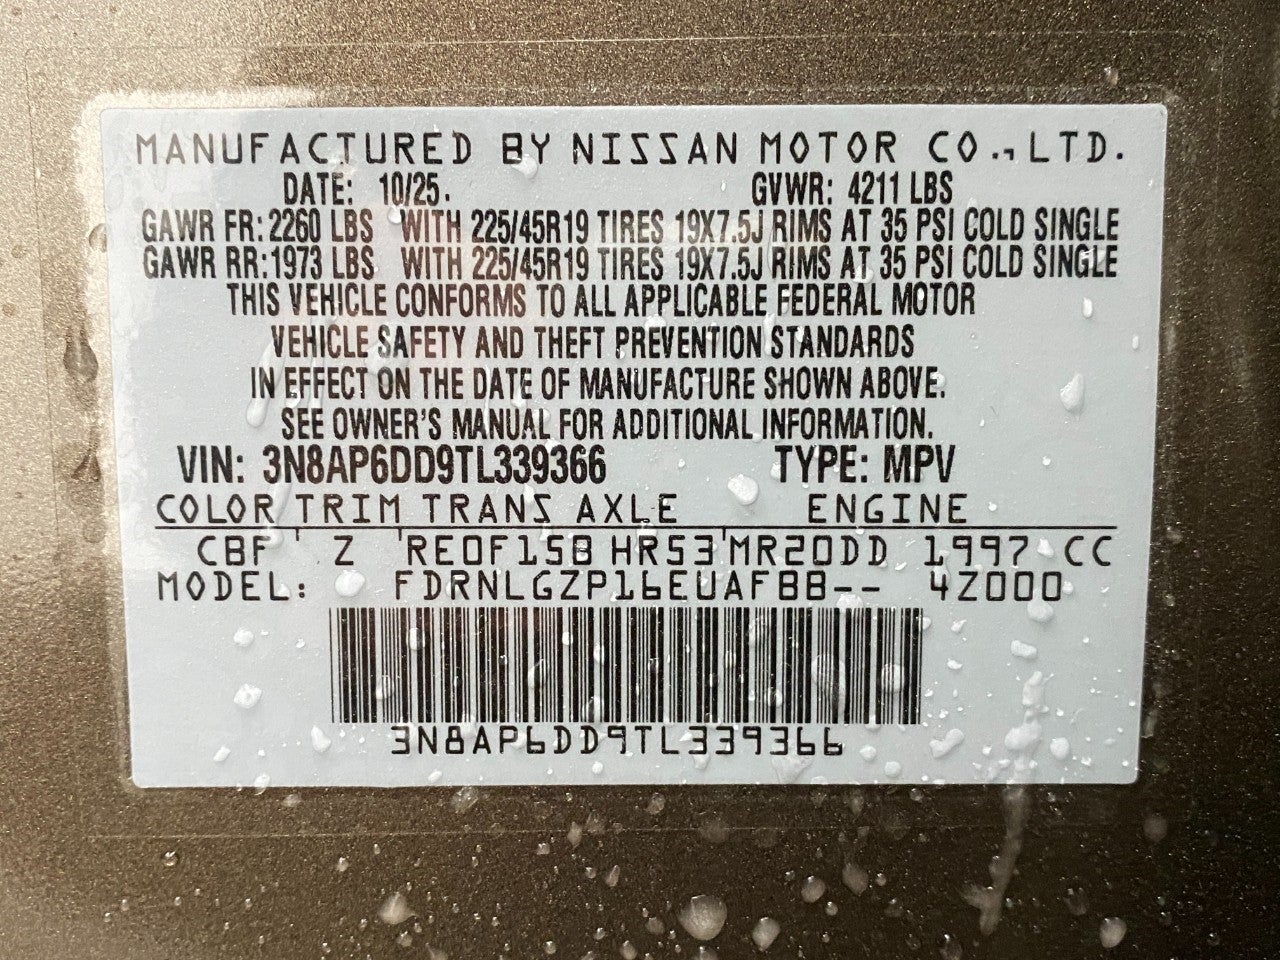 MANUFACTURED BY NISSAN MOTOR CO., LTD.
DATE: 10/25. GVWR: 4211 LBS
GAWR FR: 2260 LBS WITH 225/45R19 TIRES 19X7.5J RIMS AT 35 PSI COLD SINGLE
GAWR RR: 1973 LBS WITH 225/45R19 TIRES 19X7.5J RIMS AT 35 PSI COLD SINGLE
THIS VEHICLE CONFORMS TO ALL APPLICABLE FEDERAL MOTOR
VEHICLE SAFETY AND THEFT PREVENTION STANDARDS
IN EFFECT ON THE DATE OF MANUFACTURE SHOWN ABOVE.
SEE OWNER'S MANUAL FOR ADDITIONAL INFORMATION.
VIN: 3N8AP6DD9TL339366 TYPE: MPV
COLOR TRIM TRANS AXLE ENGINE
CBF Z RE0F15B HR53 MR20DD 1997 CC
MODEL: FDRNLGZP16EUAFBB-- 4Z000
3N8AP6DD9TL339366